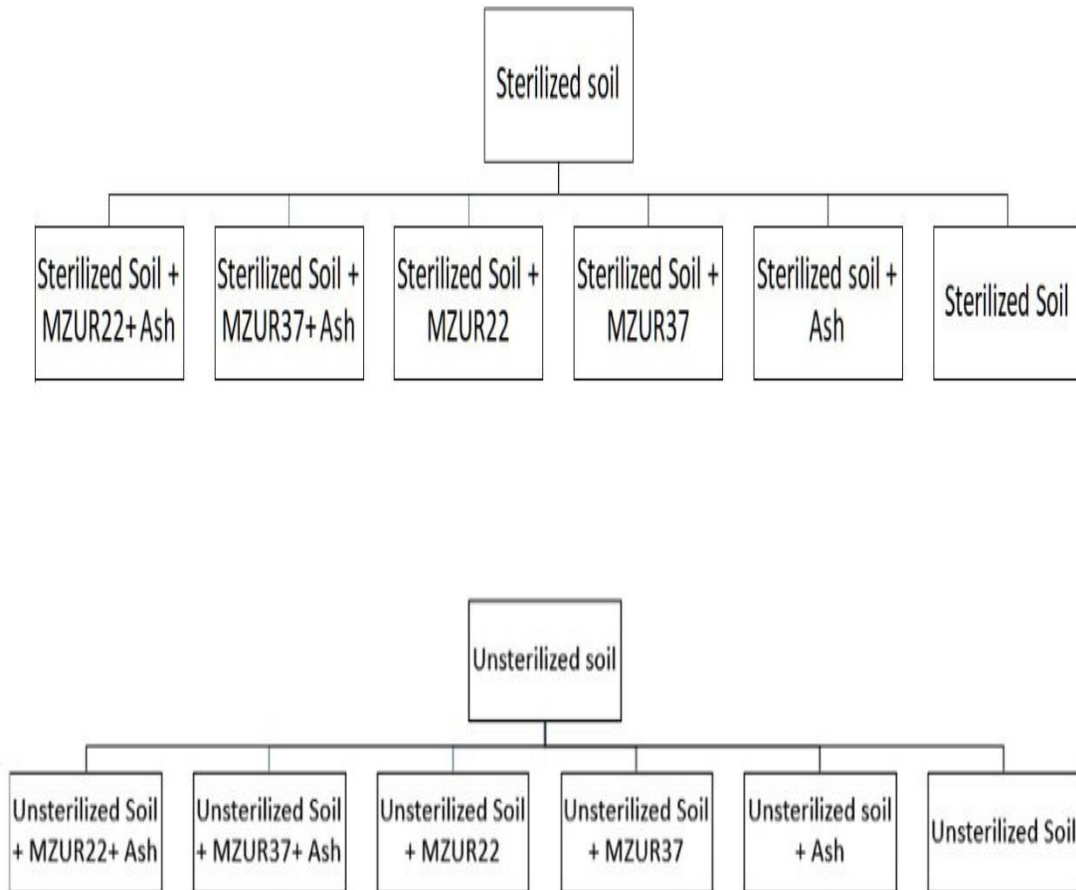 Sterilized soil
Sterilized Soil +
MZUR22+ Ash
Sterilized Soil +
MZUR37+ Ash
Sterilized Soil +
MZUR22
Sterilized Soil +
MZUR37
Sterilized soil +
Ash
Sterilized Soil
Unsterilized soil
Unsterilized Soil
+ MZUR22+ Ash
Unsterilized Soil
+ MZUR37+ Ash
Unsterilized Soil
+ MZUR22
Unsterilized Soil
+ MZUR37
Unsterilized soil
+ Ash
Unsterilized Soil